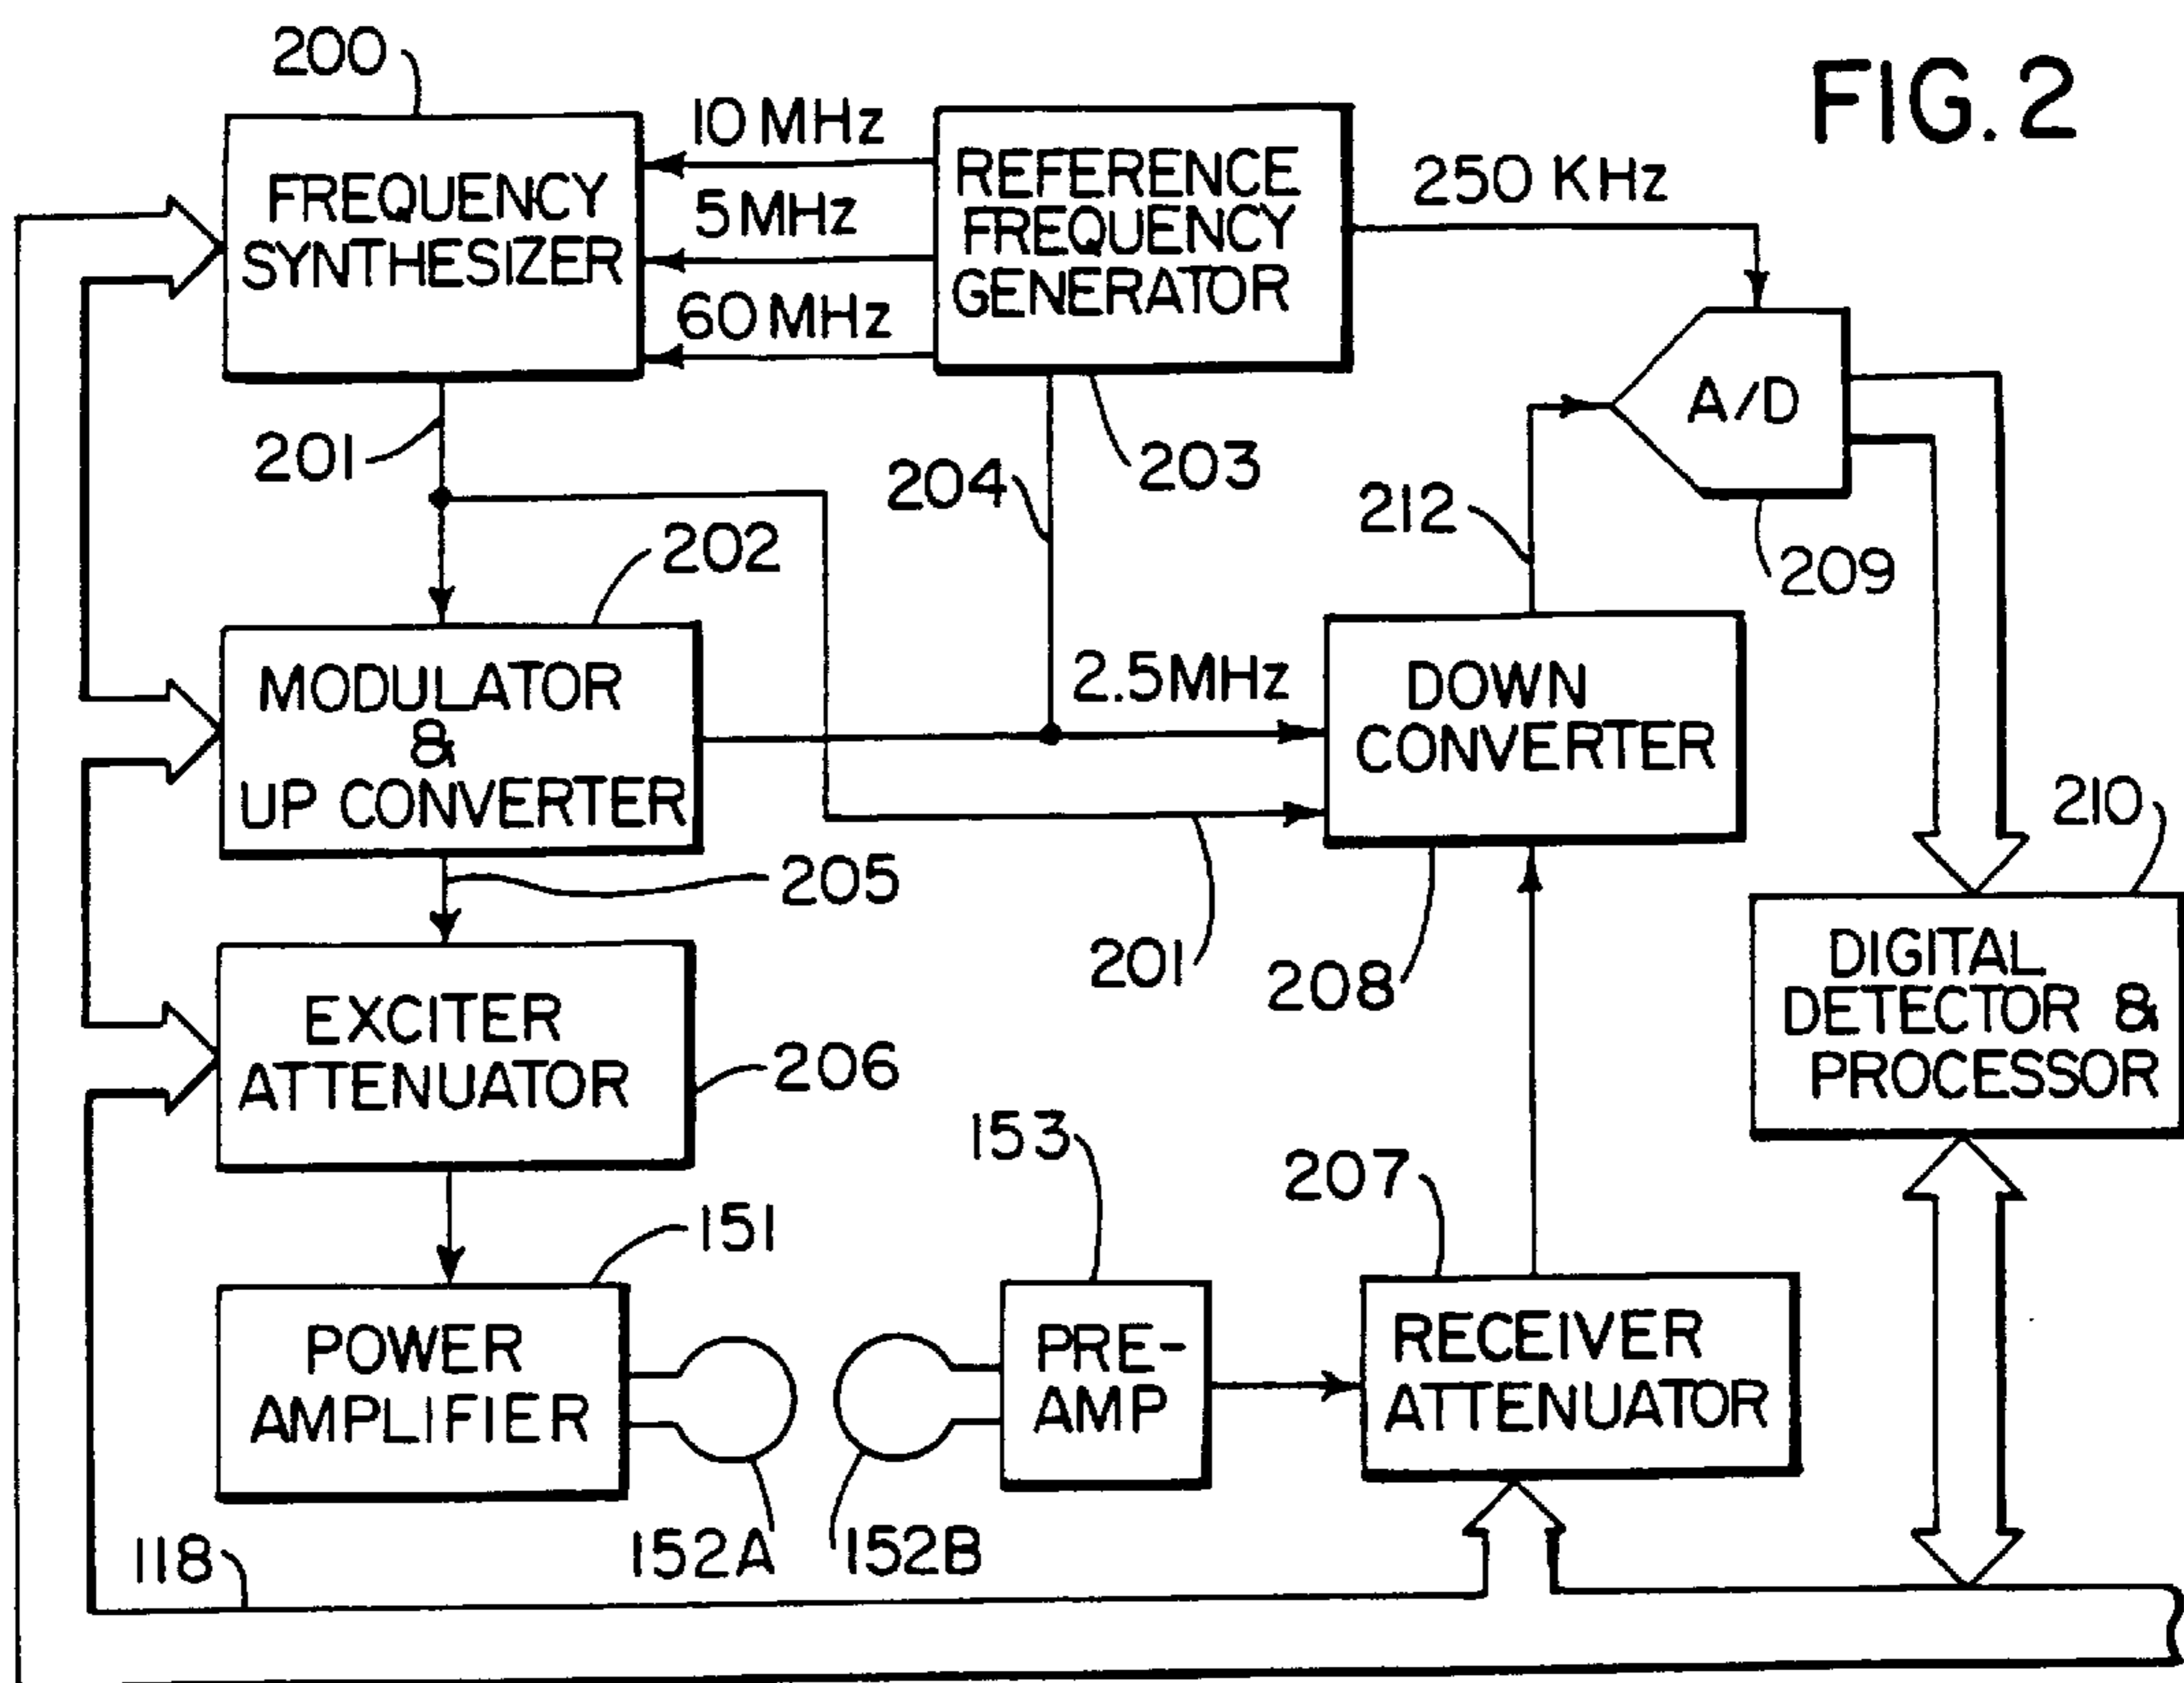 FIG. 2
200
10 MHz
5 MHz
60 MHz
250 KHz
FREQUENCY
SYNTHESIZER
REFERENCE
FREQUENCY
GENERATOR
A/D
201
204
203
212
209
202
MODULATOR
&
UP CONVERTER
2.5MHz
DOWN
CONVERTER
205
201
208
210
DIGITAL
DETECTOR &
PROCESSOR
EXCITER
ATTENUATOR
206
153
207
151
POWER
AMPLIFIER
PRE-
AMP
RECEIVER
ATTENUATOR
152A
152B
118